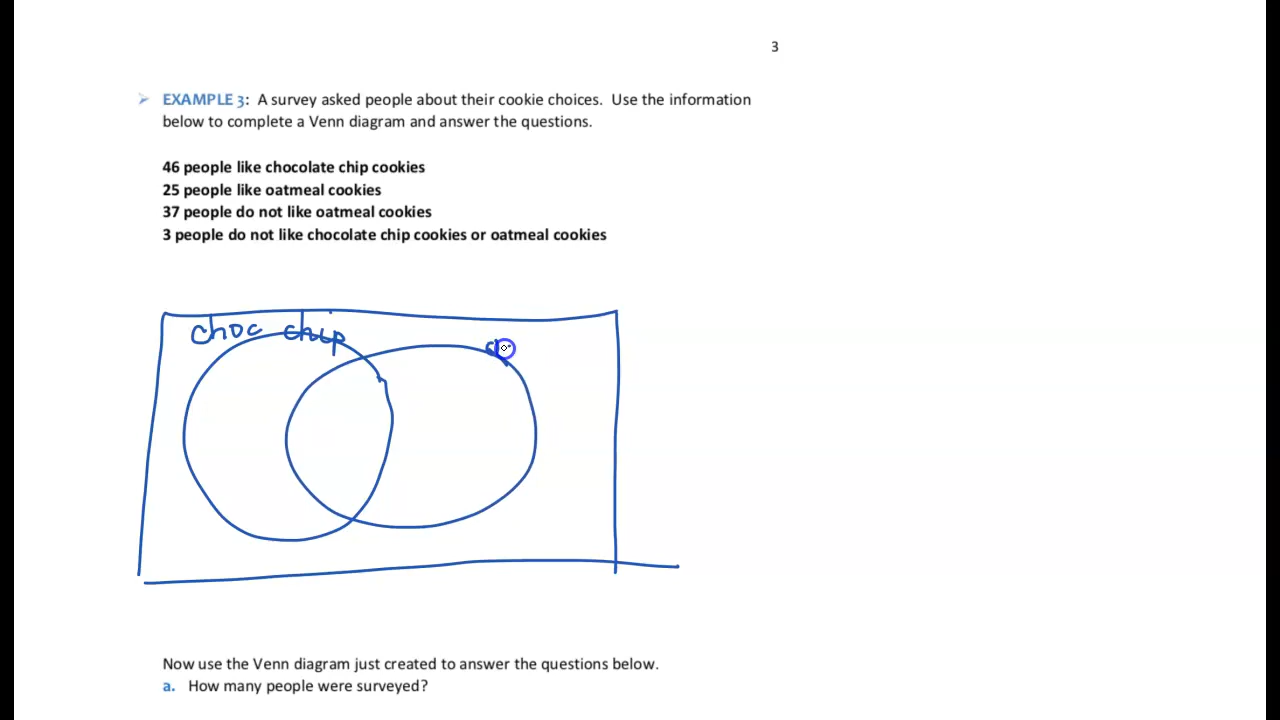 3
EXAMPLE 3: A survey asked people about their cookie choices. Use the information
below to complete a Venn diagram and answer the questions.
46 people like chocolate chip cookies
25 people like oatmeal cookies
37 people do not like oatmeal cookies
3 people do not like chocolate chip cookies or oatmeal cookies
choc chip
Now use the Venn diagram just created to answer the questions below.
a. How many people were surveyed?